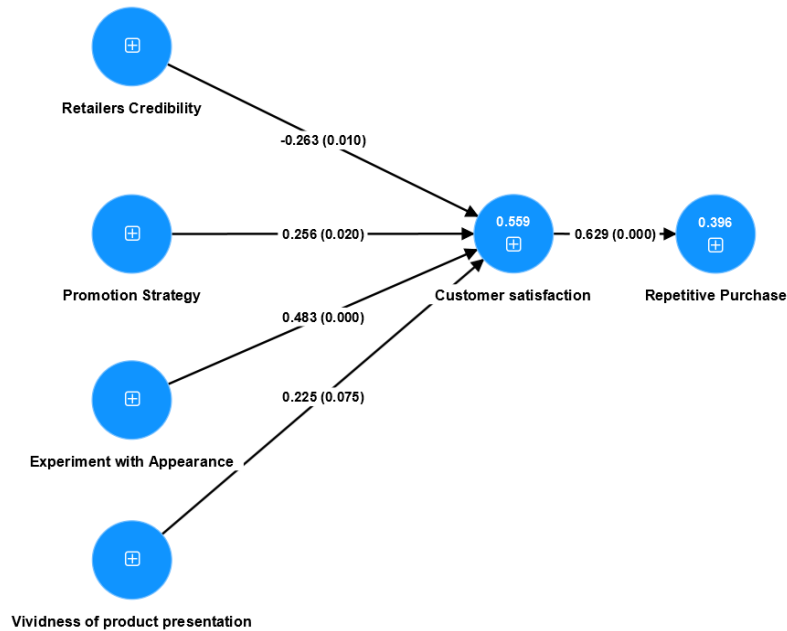 Retailers Credibility
-0.263 (0.010)
Promotion Strategy
0.256 (0.020)
0.559
Customer satisfaction
0.629 (0.000)
0.396
Repetitive Purchase
0.483 (0.000)
Experiment with Appearance
0.225 (0.075)
Vividness of product presentation